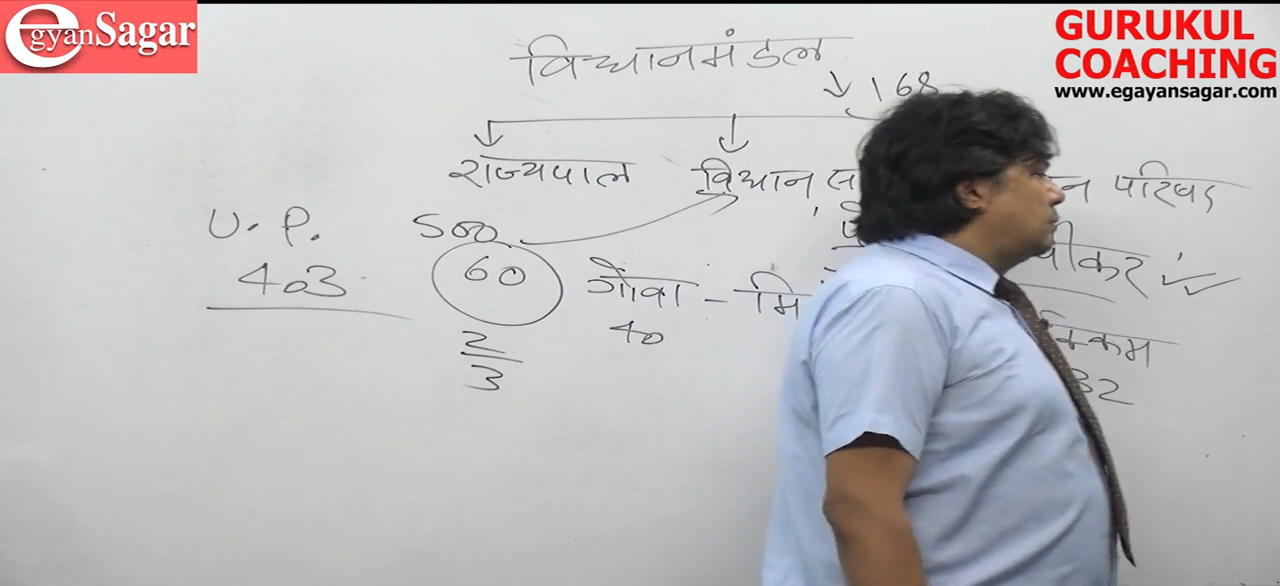 egyanSagar
GURUKUL
COACHING
www.egayansagar.com
विधानमंडल
↓ 168
राज्यपाल विधान परिषद
U. P. 500
403 60 गोवा - मि
40
2
3
32